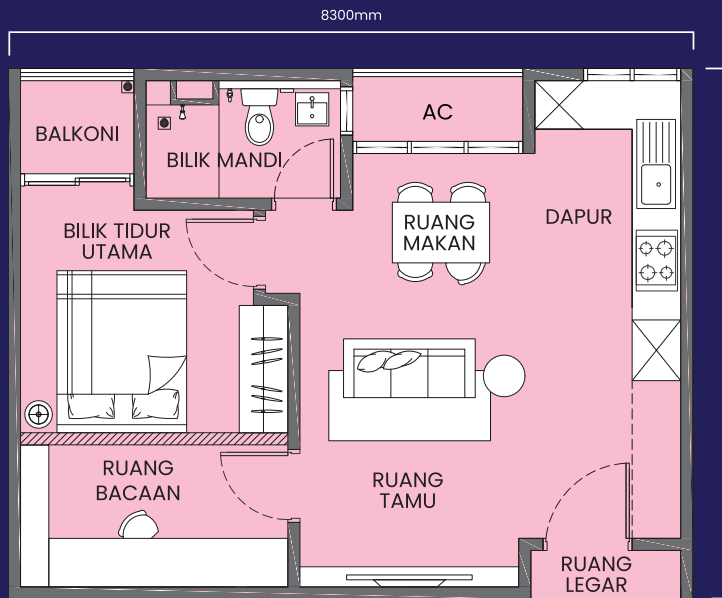 8300mm
BALKONI
BILIK MANDI
AC
BILIK TIDUR
UTAMA
RUANG
MAKAN
DAPUR
RUANG
BACAAN
RUANG
TAMU
RUANG
LEGAR